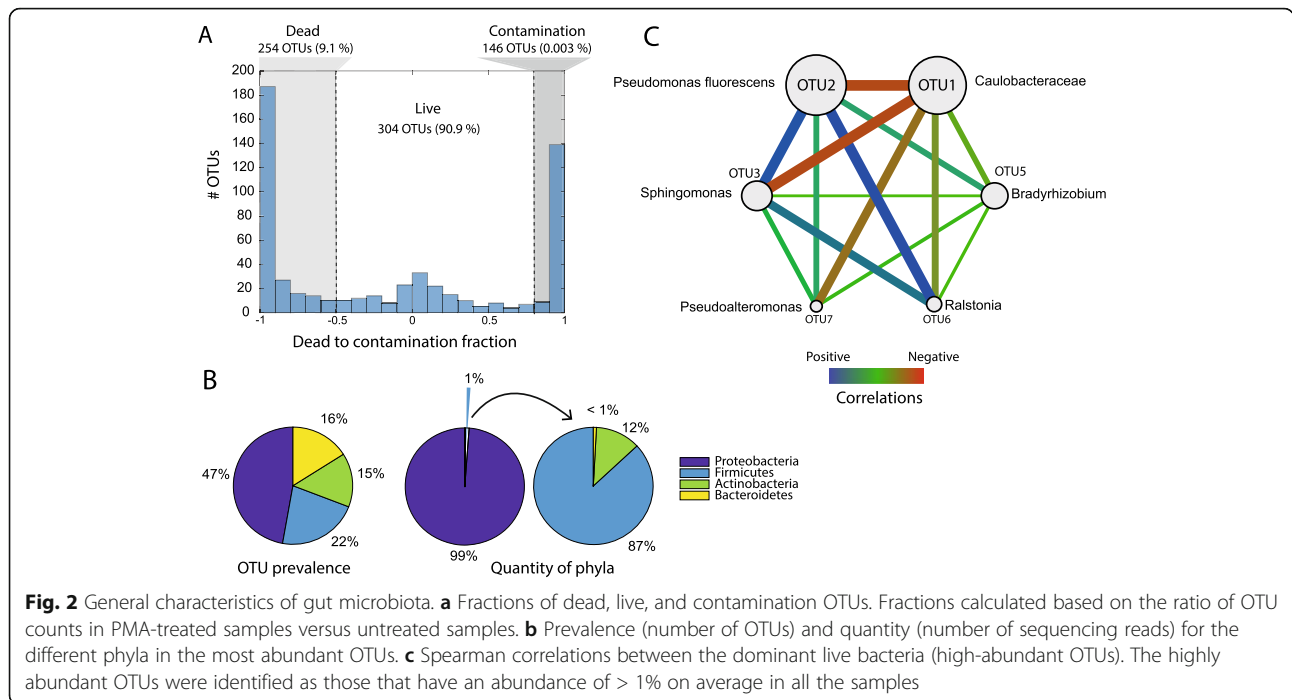 A
Dead
254 OTUs (9.1 %)
Contamination
146 OTUs (0.003 %)
Live
304 OTUs (90.9 %)
# OTUs
200
180
160
140
120
100
80
60
40
20
0
-1
-0.5
0
0.5
1
Dead to contamination fraction
B
16%
15%
22%
47%
OTU prevalence
1%
99%
< 1%
12%
87%
Quantity of phyla
Proteobacteria
Firmicutes
Actinobacteria
Bacteroidetes
C
Pseudomonas fluorescens
OTU2
OTU1
Caulobacteraceae
OTU3
Sphingomonas
OTU5
Bradyrhizobium
Pseudoalteromonas
OTU7
OTU6
Ralstonia
Positive
Negative
Correlations
Fig. 2 General characteristics of gut microbiota. a Fractions of dead, live, and contamination OTUs. Fractions calculated based on the ratio of OTU
counts in PMA-treated samples versus untreated samples. b Prevalence (number of OTUs) and quantity (number of sequencing reads) for the
different phyla in the most abundant OTUs. c Spearman correlations between the dominant live bacteria (high-abundant OTUs). The highly
abundant OTUs were identified as those that have an abundance of > 1% on average in all the samples